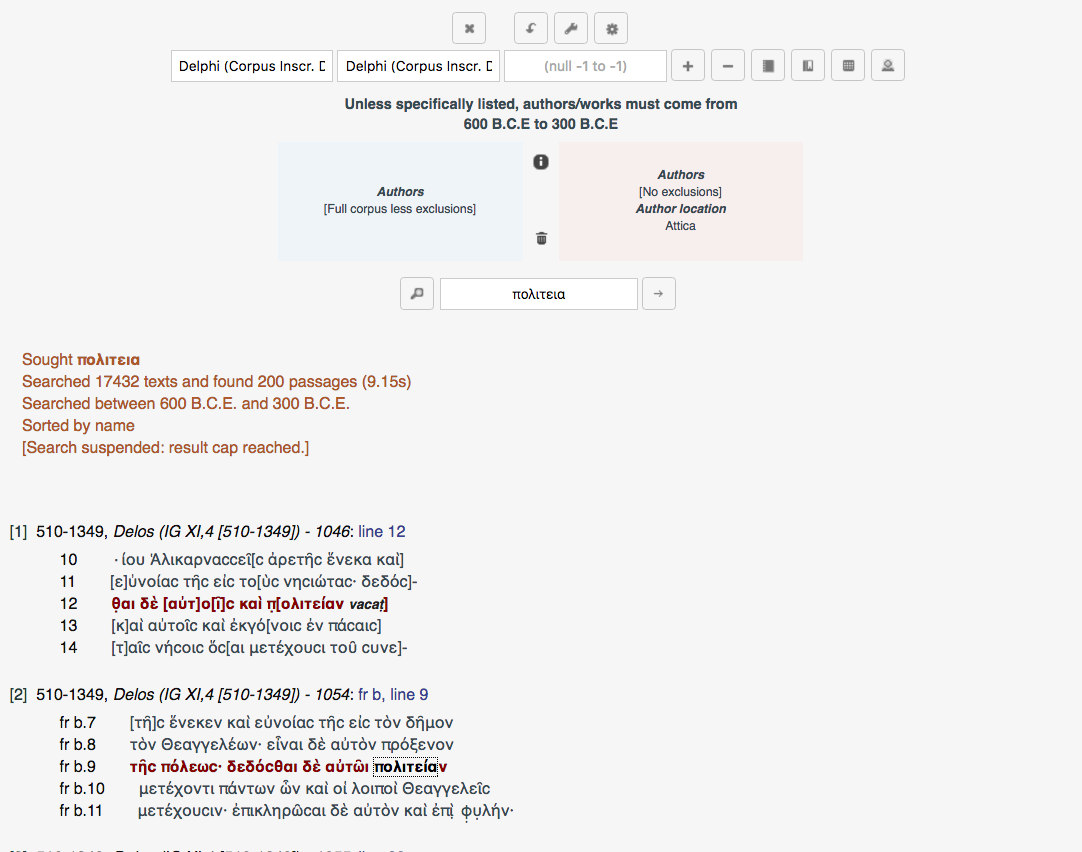 Delphi (Corpus Inscr. D Delphi (Corpus Inscr. D (null -1 to -1)
Unless specifically listed, authors/works must come from
600 B.C.E to 300 B.C.E
Authors
[Full corpus less exclusions]
Authors
[No exclusions]
Author location
Attica
πολιτεια
Sought πολιτεια
Searched 17432 texts and found 200 passages (9.15s)
Searched between 600 B.C.E. and 300 B.C.E.
Sorted by name
[Search suspended: result cap reached.]
[1] 510-1349, Delos (IG XI,4 [510-1349]) - 1046: line 12
10 ·ίου Ἁλικαρναϲϲεῖ[ϲ ἀρετῆϲ ἕνεκα καὶ]
11 [ε]ὐνοίαϲ τῆϲ εἰϲ το[ὺϲ νηϲιώταϲ· δεδόϲ]-
12 θ̣αι δὲ [αὐτ]ο[ῖ]ϲ καὶ π̣[ολιτείαν vacaṭ]
13 [κ]αὶ αὐτοῖϲ καὶ ἐκγό[νοιϲ ἐν πάϲαιϲ]
14 [τ]αῖϲ νήϲοιϲ ὅϲ[αι μετέχουϲι τοῦ ϲυνε]-
[2] 510-1349, Delos (IG XI,4 [510-1349]) - 1054: fr b, line 9
fr b.7 [τῆ]ϲ ἕνεκεν καὶ εὐνοίαϲ τῆϲ εἰϲ τὸν δῆμον
fr b.8 τὸν Θεαγγελέων· εἶναι δὲ αὐτὸν πρόξενον
fr b.9 τῆϲ πόλεωϲ· δεδόϲθαι δὲ αὐτῶι πολιτείαν
fr b.10 μετέχοντι πάντων ὧν καὶ οἱ λοιποὶ Θεαγγελεῖϲ
fr b.11 μετέχουϲιν· ἐπικληρῶϲαι δὲ αὐτὸν καὶ ἐπὶ̣ φ̣υ̣λήν·